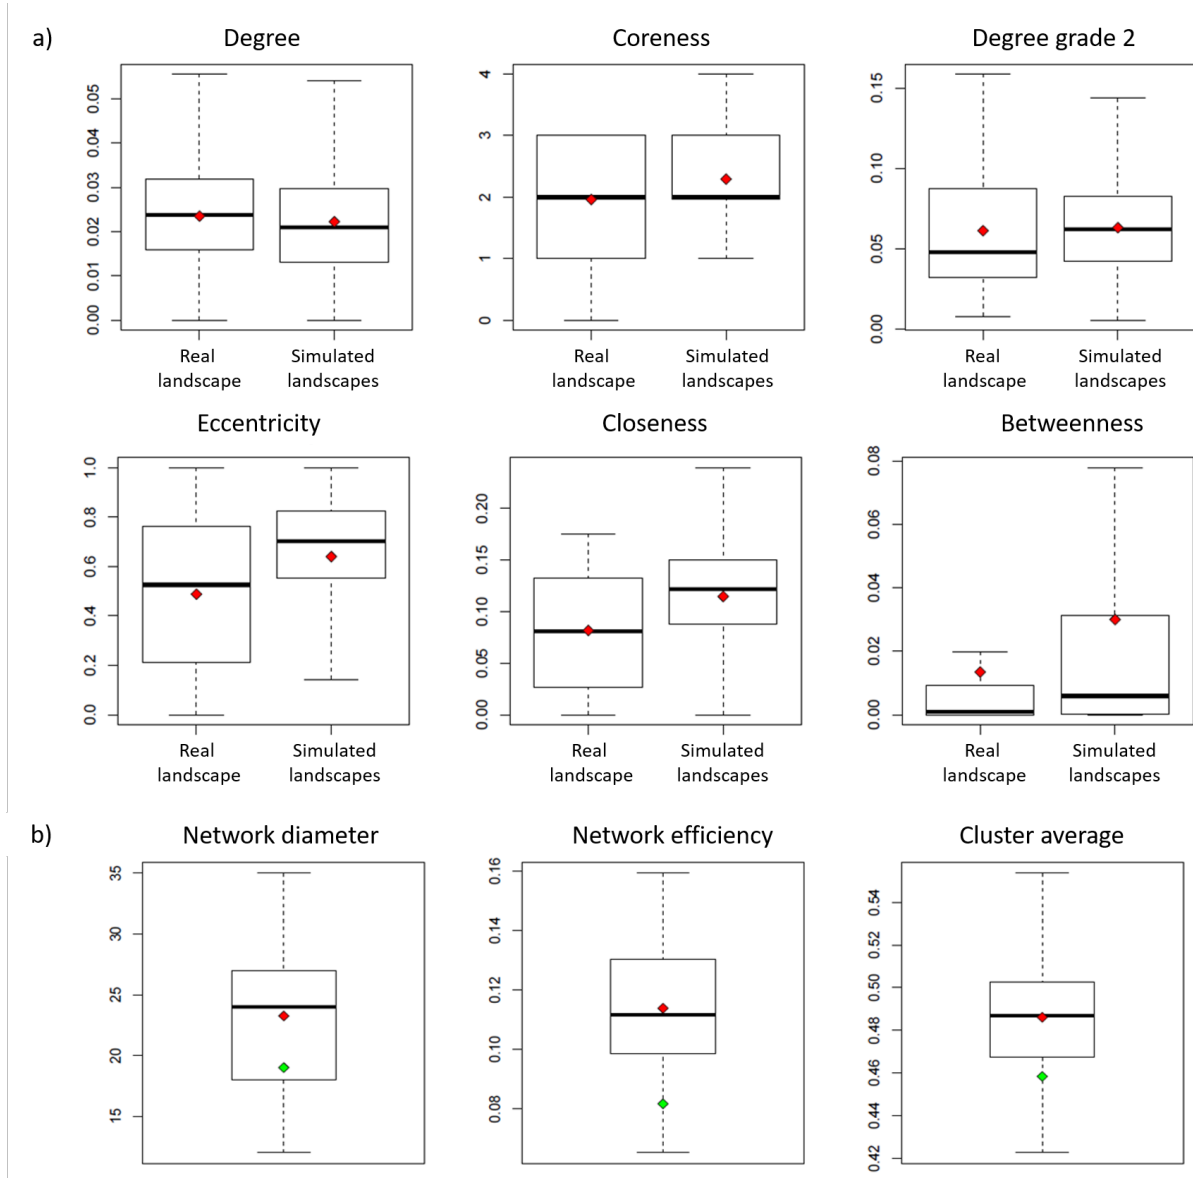 a)
Degree
Coreness
Degree grade 2
0.00 0.01 0.02 0.03 0.04 0.05
0 1 2 3 4
0.00 0.05 0.10 0.15
Real landscape
Simulated landscapes
Real landscape
Simulated landscapes
Real landscape
Simulated landscapes
Eccentricity
Closeness
Betweenness
0.0 0.2 0.4 0.6 0.8 1.0
0.00 0.05 0.10 0.15 0.20
0.00 0.02 0.04 0.06 0.08
Real landscape
Simulated landscapes
Real landscape
Simulated landscapes
Real landscape
Simulated landscapes
b)
Network diameter
Network efficiency
Cluster average
15 20 25 30 35
0.08 0.10 0.12 0.14 0.16
0.42 0.44 0.46 0.48 0.50 0.52 0.54